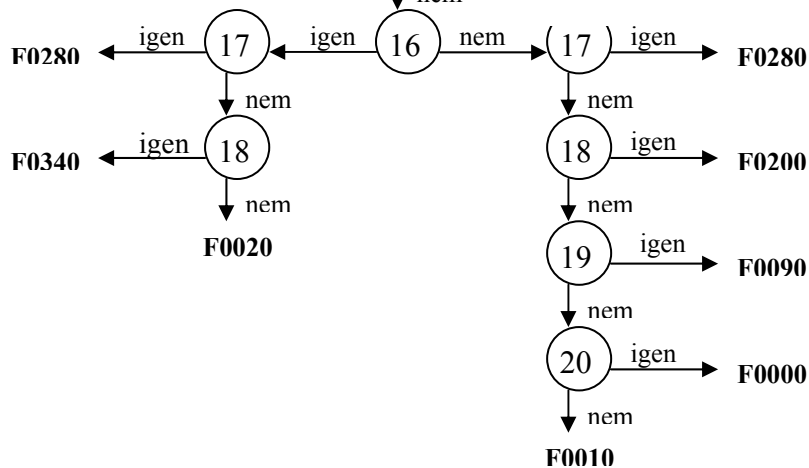 nem
F0280 igen 17 igen 16 nem 17 igen F0280
nem nem
F0340 igen 18 18 igen F0200
nem nem
F0020 19 igen F0090
nem
20 igen F0000
nem
F0010